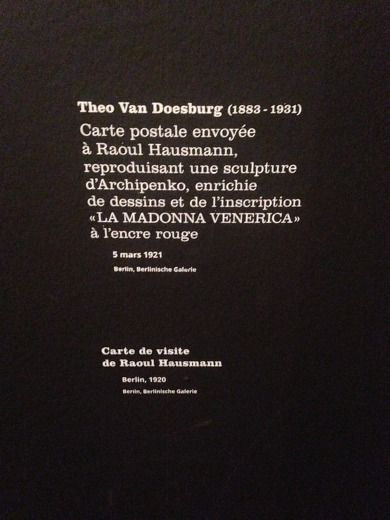 Theo Van Doesburg (1883 - 1931)
Carte postale envoyée
à Raoul Hausmann,
reproduisant une sculpture
d'Archipenko, enrichie
de dessins et de l'inscription
«LA MADONNA VENERICA»
à l'encre rouge
5 mars 1921
Berlin, Berlinische Galerie
Carte de visite
de Raoul Hausmann
Berlin, 1920
Berlin, Berlinische Galerie